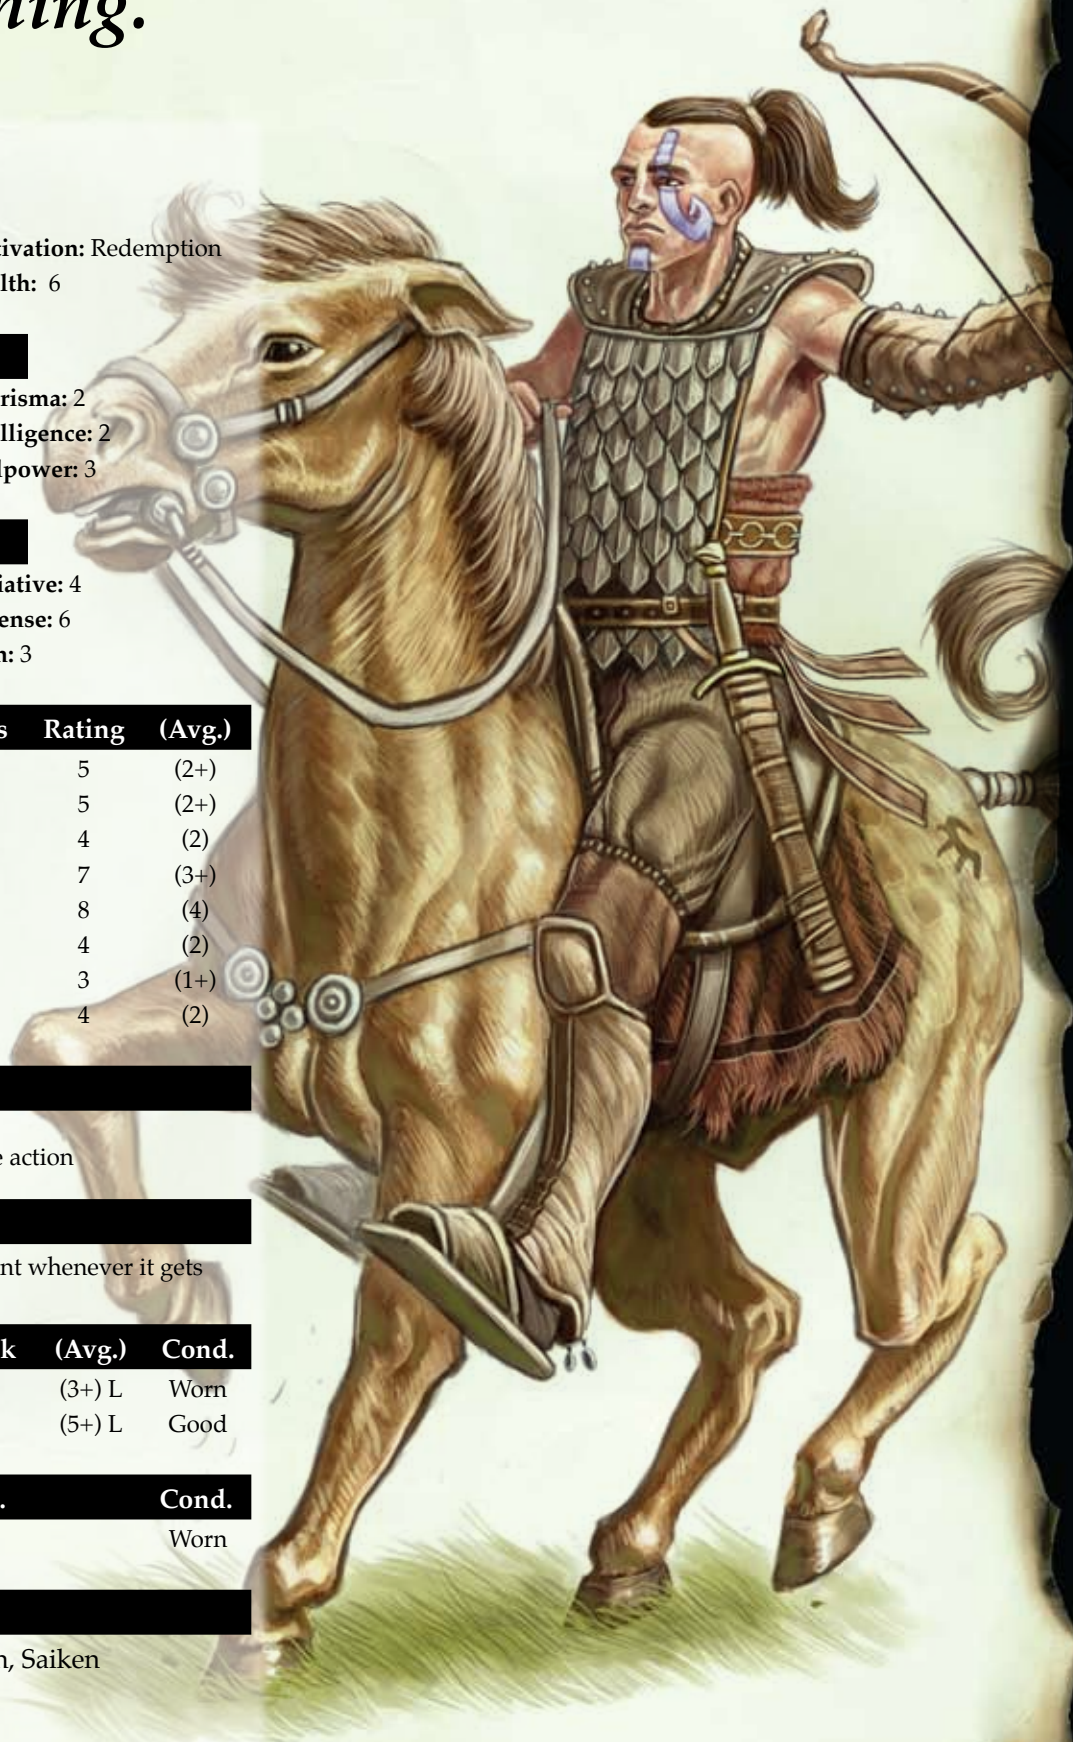 ning.
tivation: Redemption
lth: 6
risma: 2
lligence: 2
lpower: 3
iative: 4
ense: 6
n: 3
s Rating (Avg.)
5 (2+)
5 (2+)
4 (2)
7 (3+)
8 (4)
4 (2)
3 (1+)
4 (2)
e action
nt whenever it gets
k (Avg.) Cond.
(3+) L Worn
(5+) L Good
. Cond.
Worn
n, Saiken